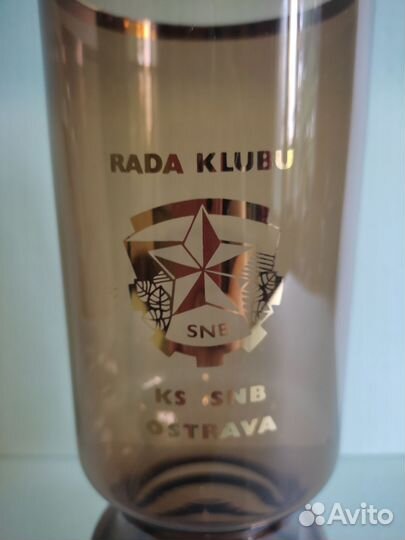 RADA KLUBU
SNB
KS SNB
OSTRAVA
Avito